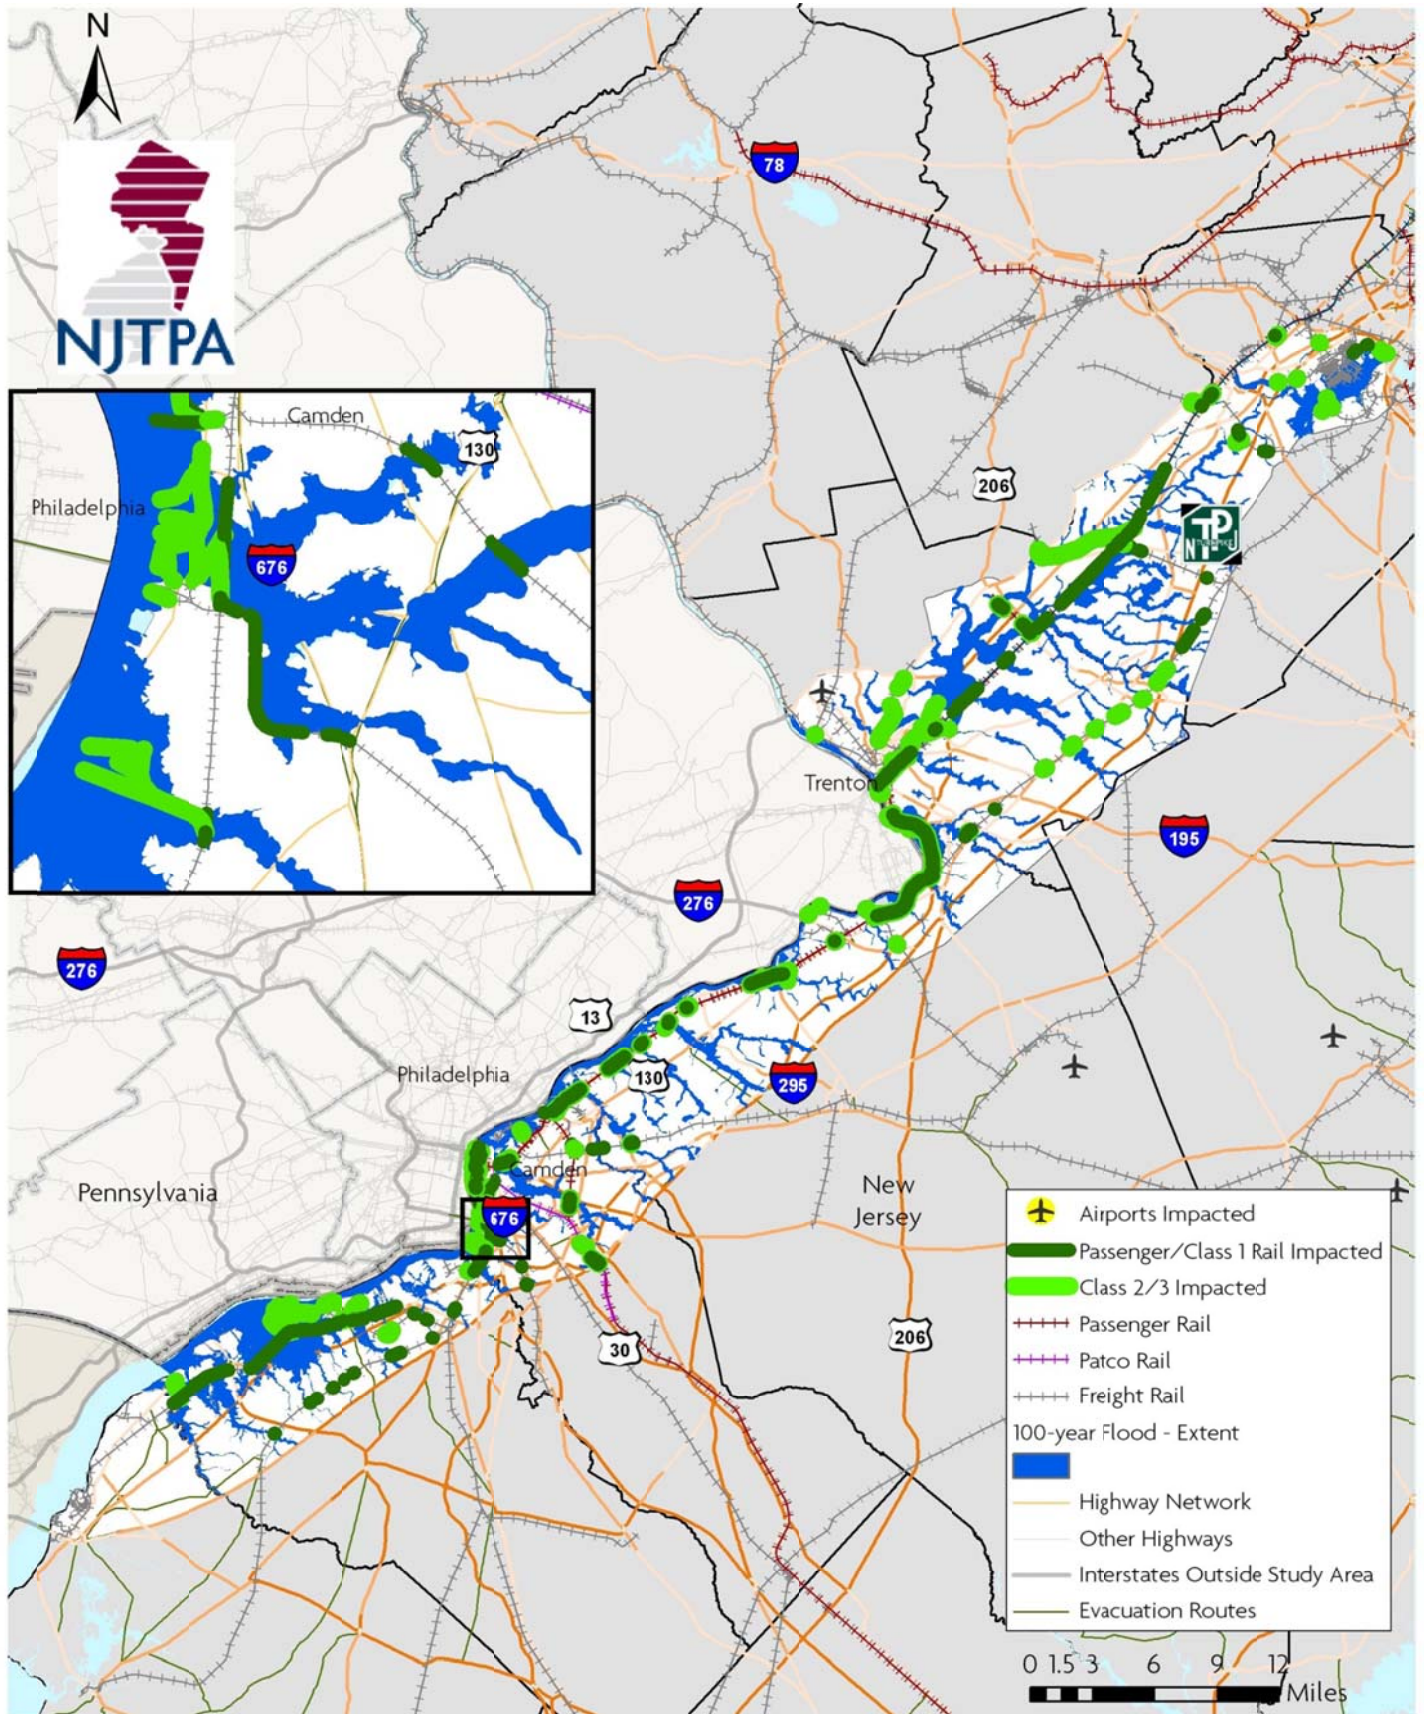 N
NJTPA
78
Camden
130
Philadelphia
676
206
N TP
TURNPIKE J
Trenton
195
276
276
13
Philadelphia
130
295
Camden
Pennsylvania
676
New
Jersey
30
206
Airports Impacted
Passenger/Class 1 Rail Impacted
Class 2/3 Impacted
Passenger Rail
Patco Rail
Freight Rail
100-year Flood - Extent
Highway Network
Other Highways
Interstates Outside Study Area
Evacuation Routes
0 1.5 3 6 9 12
Miles